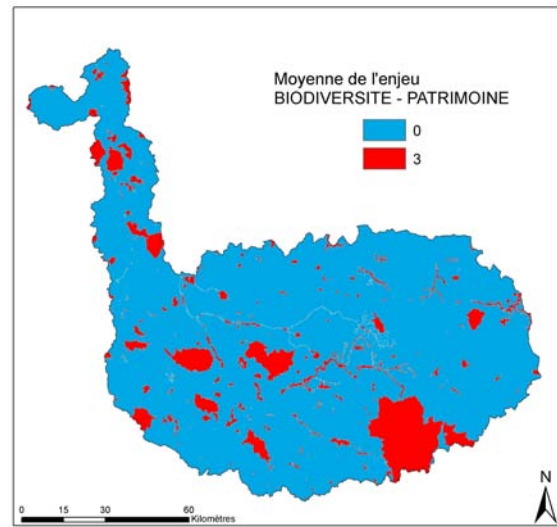 Moyenne de l'enjeu
BIODIVERSITE - PATRIMOINE
0
3
N
0 15 30 60
Kilomètres